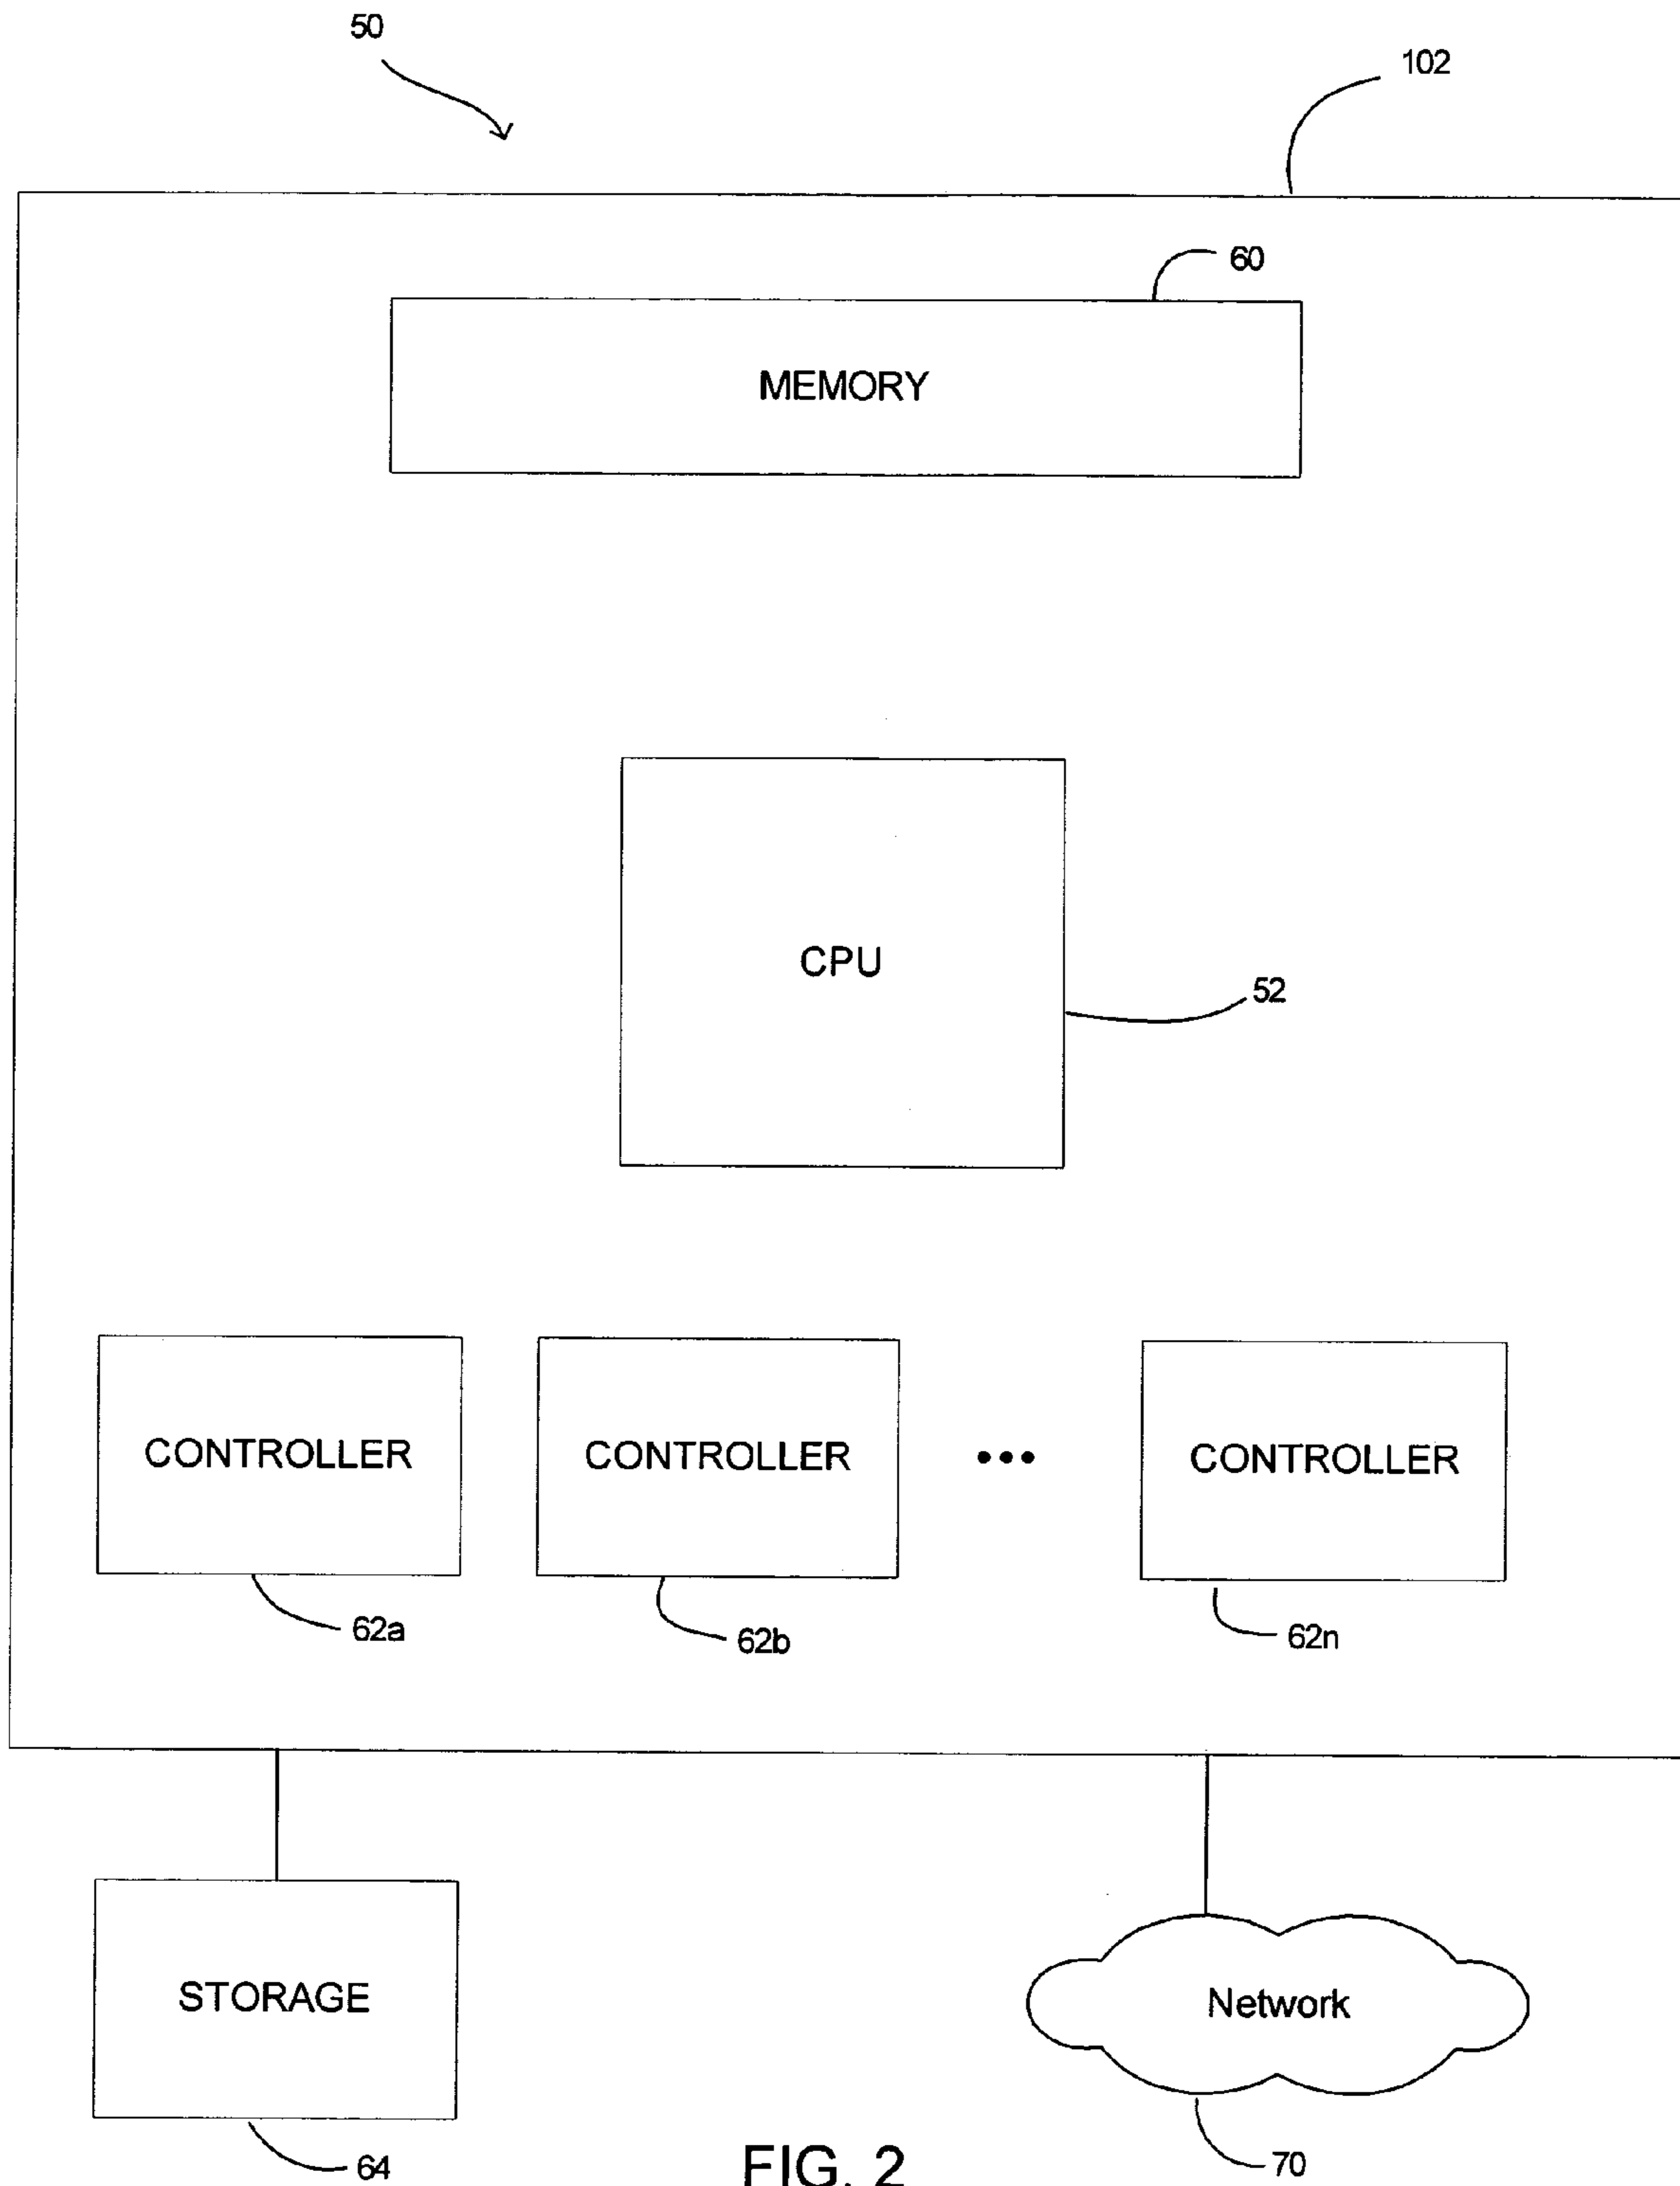 50
102
60
MEMORY
CPU
52
CONTROLLER
CONTROLLER
•••
CONTROLLER
62a
62b
62n
STORAGE
Network
64
70
FIG. 2